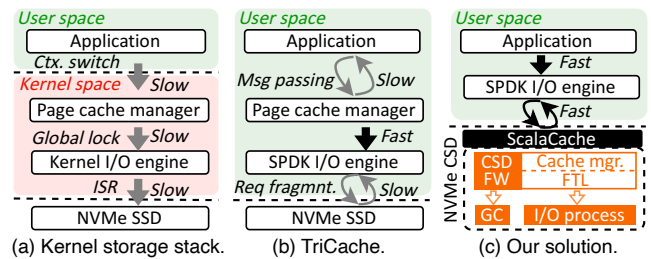 User space
Application
Ctx. switch
Slow
Kernel space
Page cache manager
Global lock
Slow
Kernel I/O engine
ISR
Slow
NVMe SSD
(a) Kernel storage stack.
User space
Application
Msg passing
Slow
Page cache manager
Fast
SPDK I/O engine
Req fragmnt.
Slow
NVMe SSD
(b) TriCache.
User space
Application
Fast
SPDK I/O engine
Fast
NVMe CSD
ScalaCache
CSD FW
Cache mgr.
FTL
GC
I/O process
(c) Our solution.